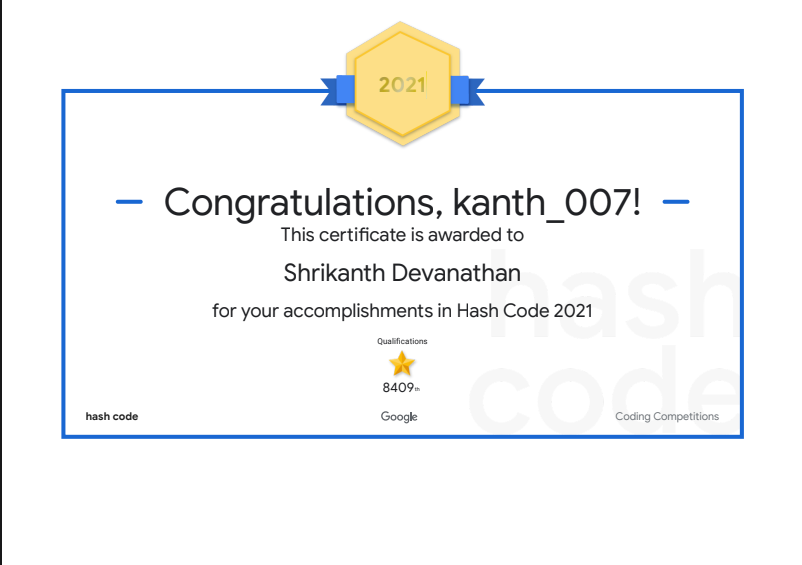 2021
Congratulations, kanth_007!
This certificate is awarded to
Shrikanth Devanathan
for your accomplishments in Hash Code 2021
hash
code
Qualifications
8409th
hash code
Google
Coding Competitions